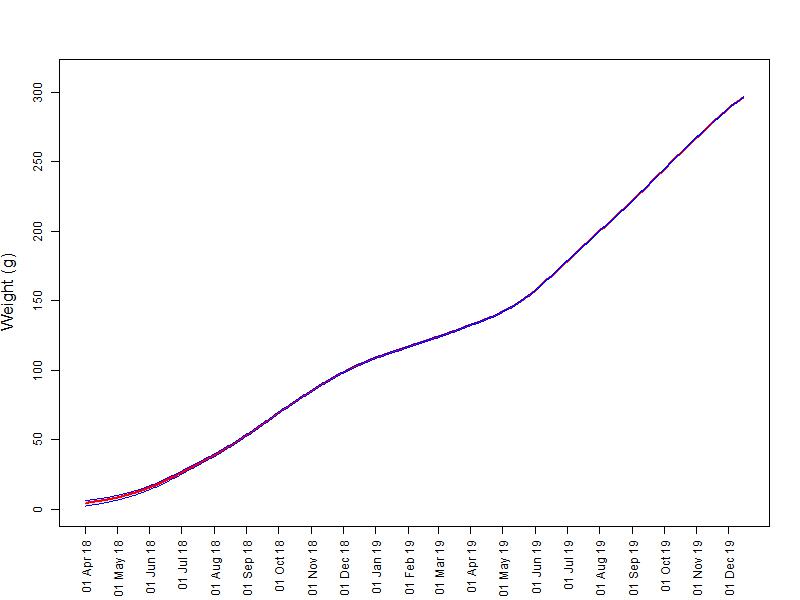 Weight (g)
300
250
200
150
100
50
0
01 Apr 18
01 May 18
01 Jun 18
01 Jul 18
01 Aug 18
01 Sep 18
01 Oct 18
01 Nov 18
01 Dec 18
01 Jan 19
01 Feb 19
01 Mar 19
01 Apr 19
01 May 19
01 Jun 19
01 Jul 19
01 Aug 19
01 Sep 19
01 Oct 19
01 Nov 19
01 Dec 19